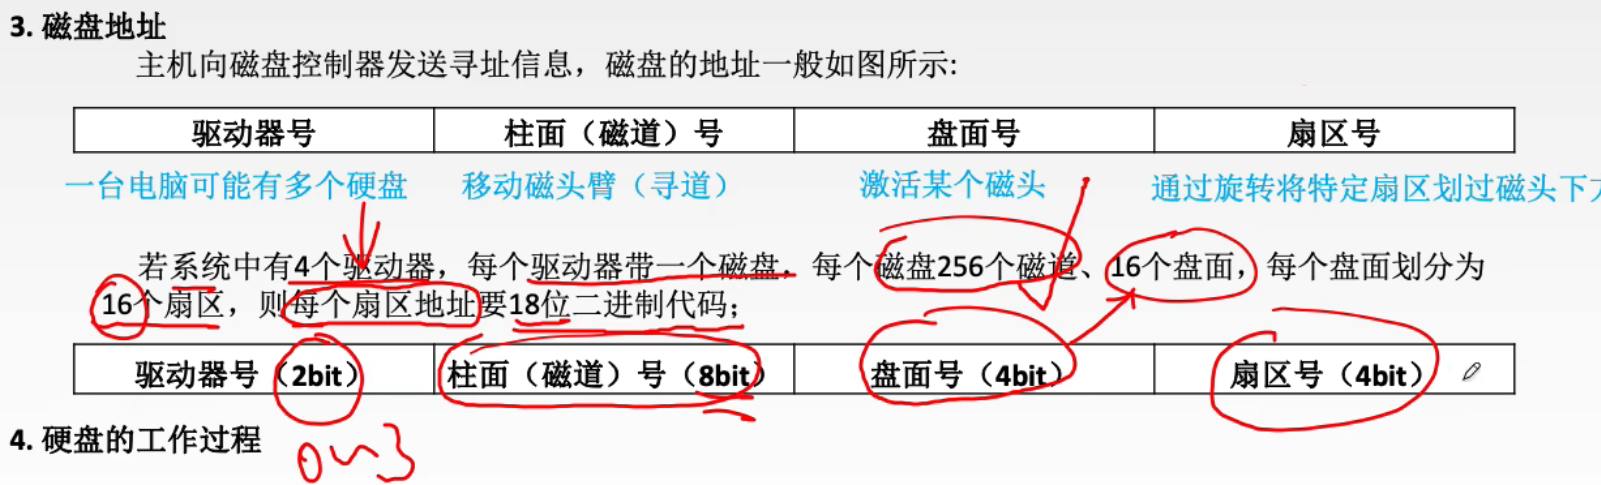 3. 磁盘地址
主机向磁盘控制器发送寻址信息，磁盘的地址一般如图所示:
驱动器号 柱面（磁道）号 盘面号 扇区号
一台电脑可能有多个硬盘 移动磁头臂（寻道） 激活某个磁头 通过旋转将特定扇区划过磁头下
若系统中有4个驱动器，每个驱动器带一个磁盘，每个磁盘256个磁道、16个盘面，每个盘面划分为
16个扇区，则每个扇区地址要18位二进制代码；
驱动器号（2bit） 柱面（磁道）号（8bit） 盘面号（4bit） 扇区号（4bit）
4. 硬盘的工作过程
0~3